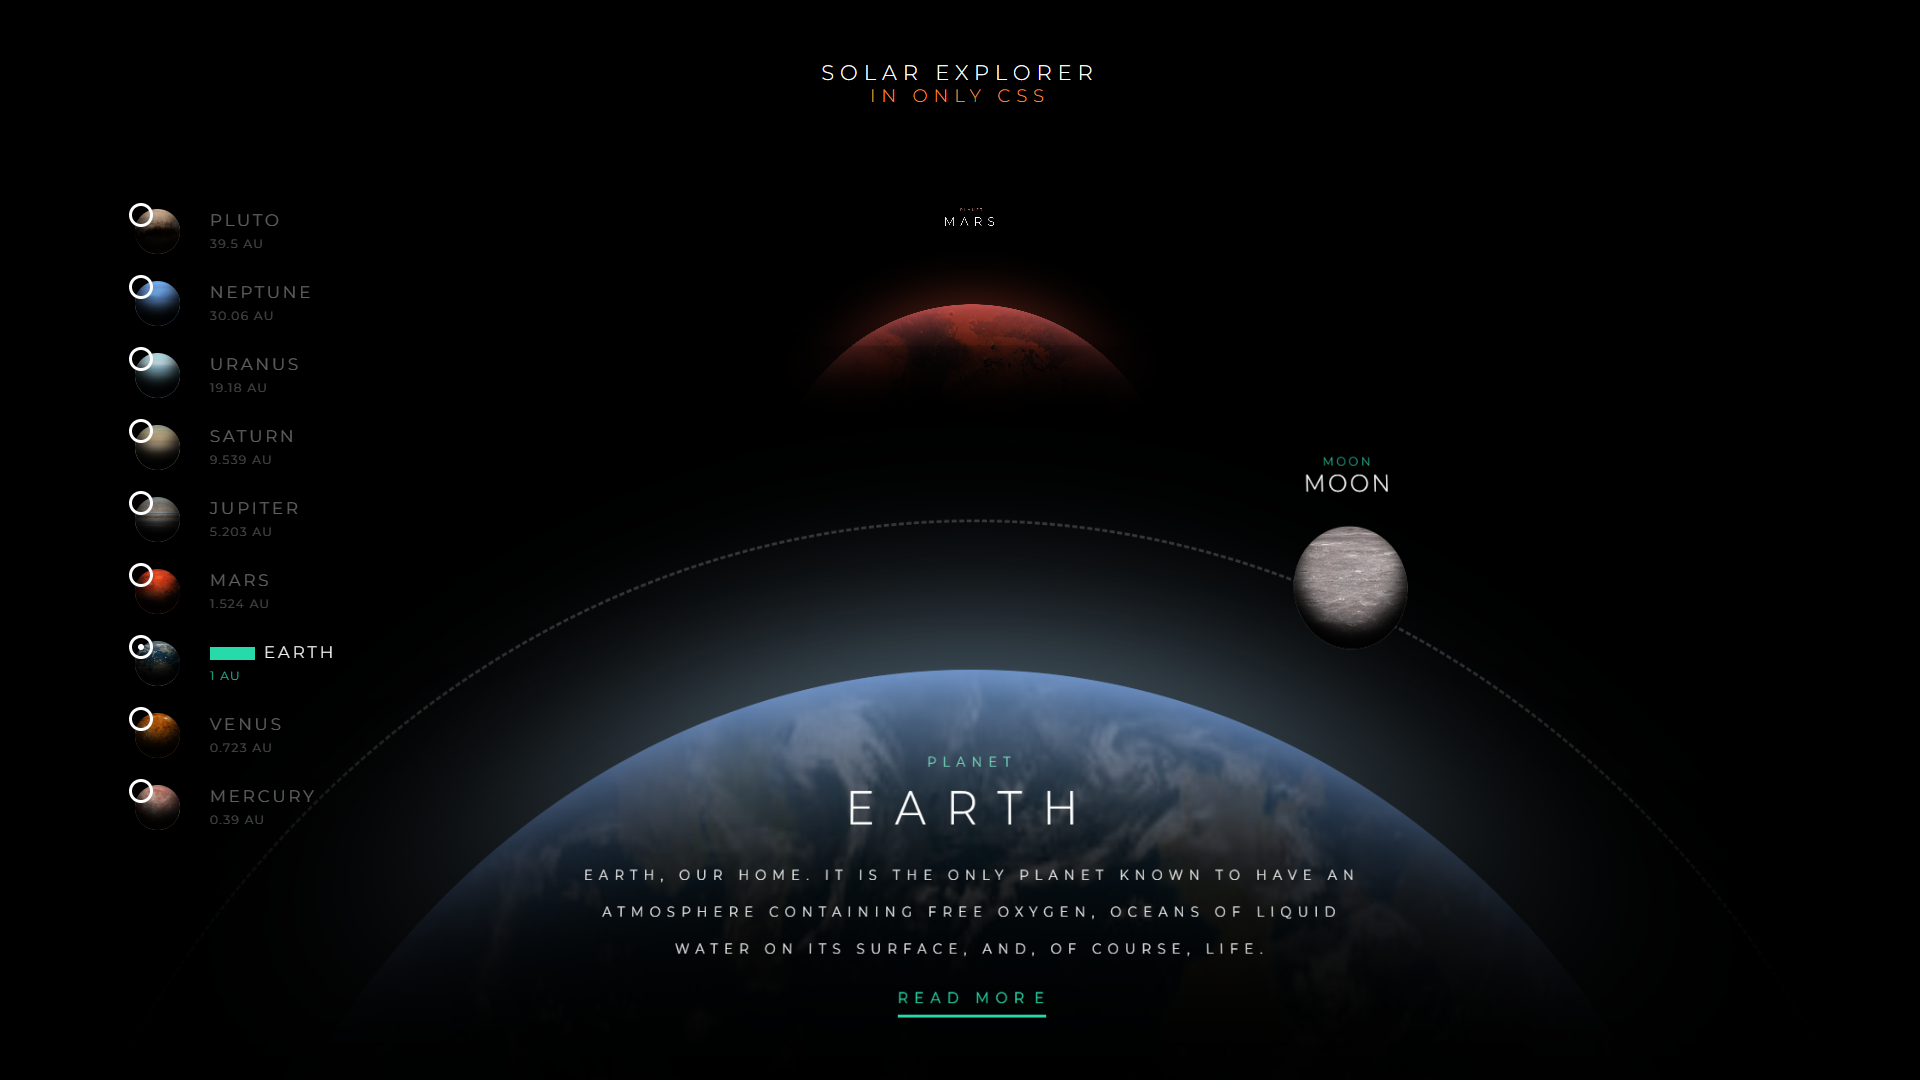 SOLAR EXPLORER
IN ONLY CSS
PLUTO
39.5 AU
NEPTUNE
30.06 AU
URANUS
19.18 AU
SATURN
9.539 AU
JUPITER
5.203 AU
MARS
1.524 AU
EARTH
1 AU
VENUS
0.723 AU
MERCURY
0.39 AU
MARS
MOON
MOON
PLANET
EARTH
EARTH, OUR HOME. IT IS THE ONLY PLANET KNOWN TO HAVE AN
ATMOSPHERE CONTAINING FREE OXYGEN, OCEANS OF LIQUID
WATER ON ITS SURFACE, AND, OF COURSE, LIFE.
READ MORE